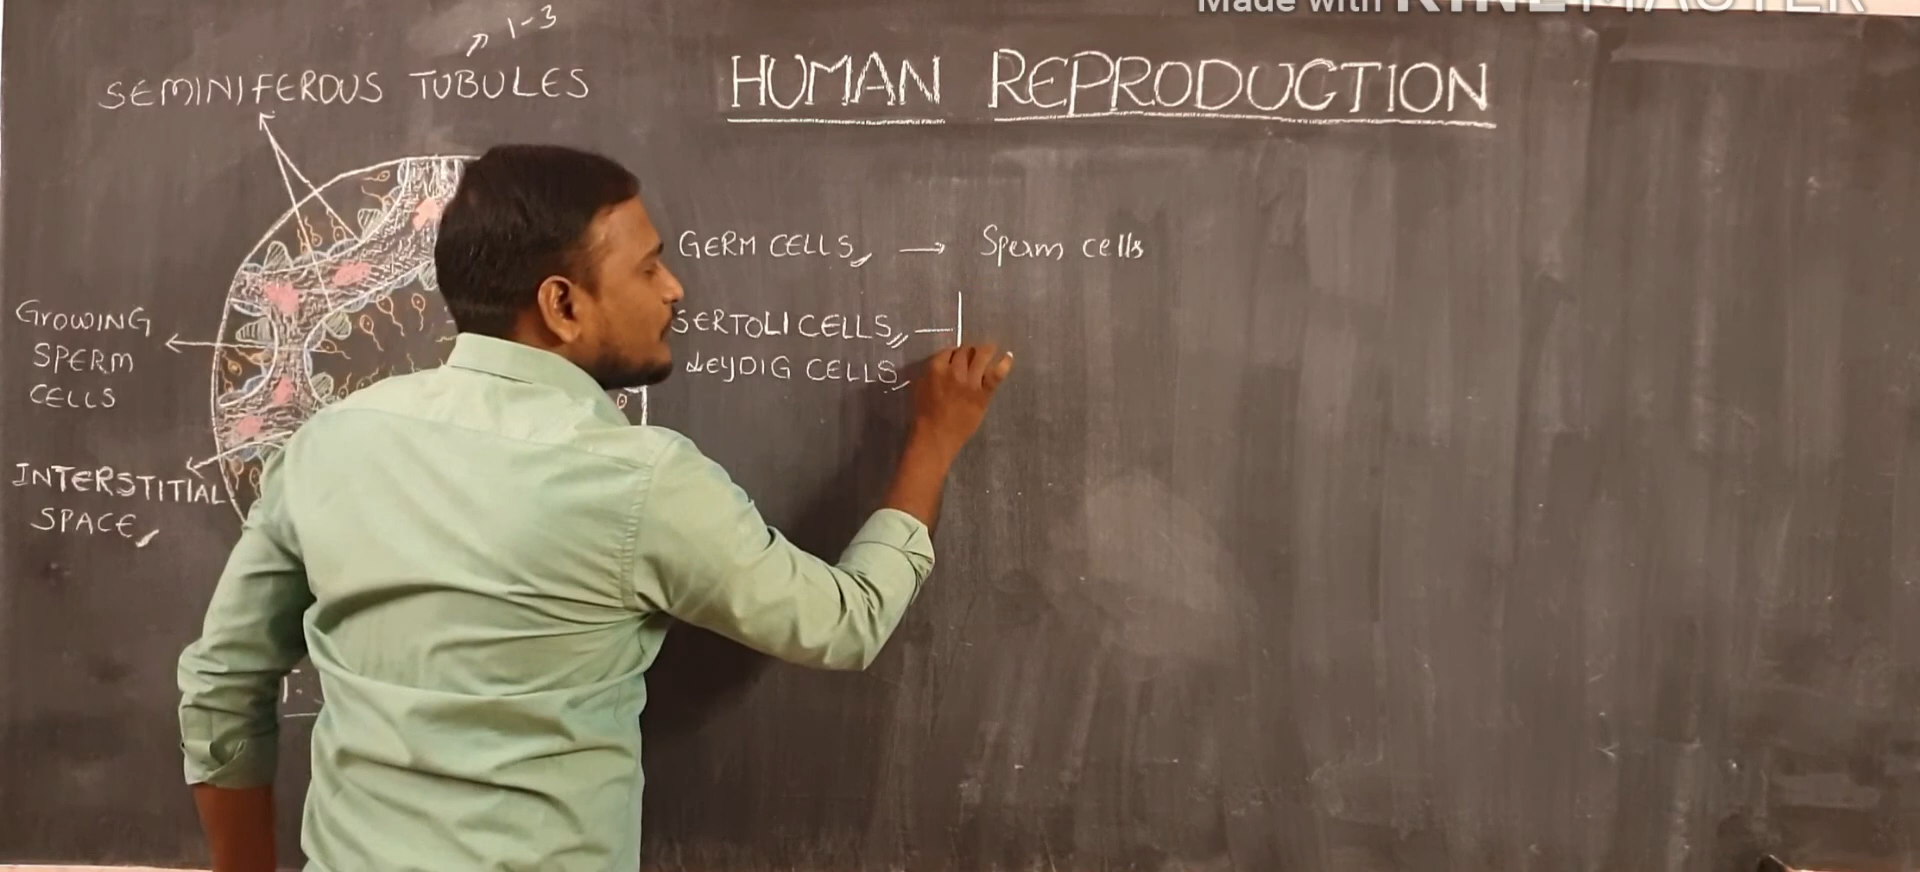 Made with KINEMASTER
1-3
SEMINIFEROUS TUBULES
HUMAN REPRODUCTION
GERM CELLS, → Sperm cells
SERTOLI CELLS,,
LEYDIG CELLS,
GROWING
SPERM
CELLS
INTERSTITIAL
SPACE,